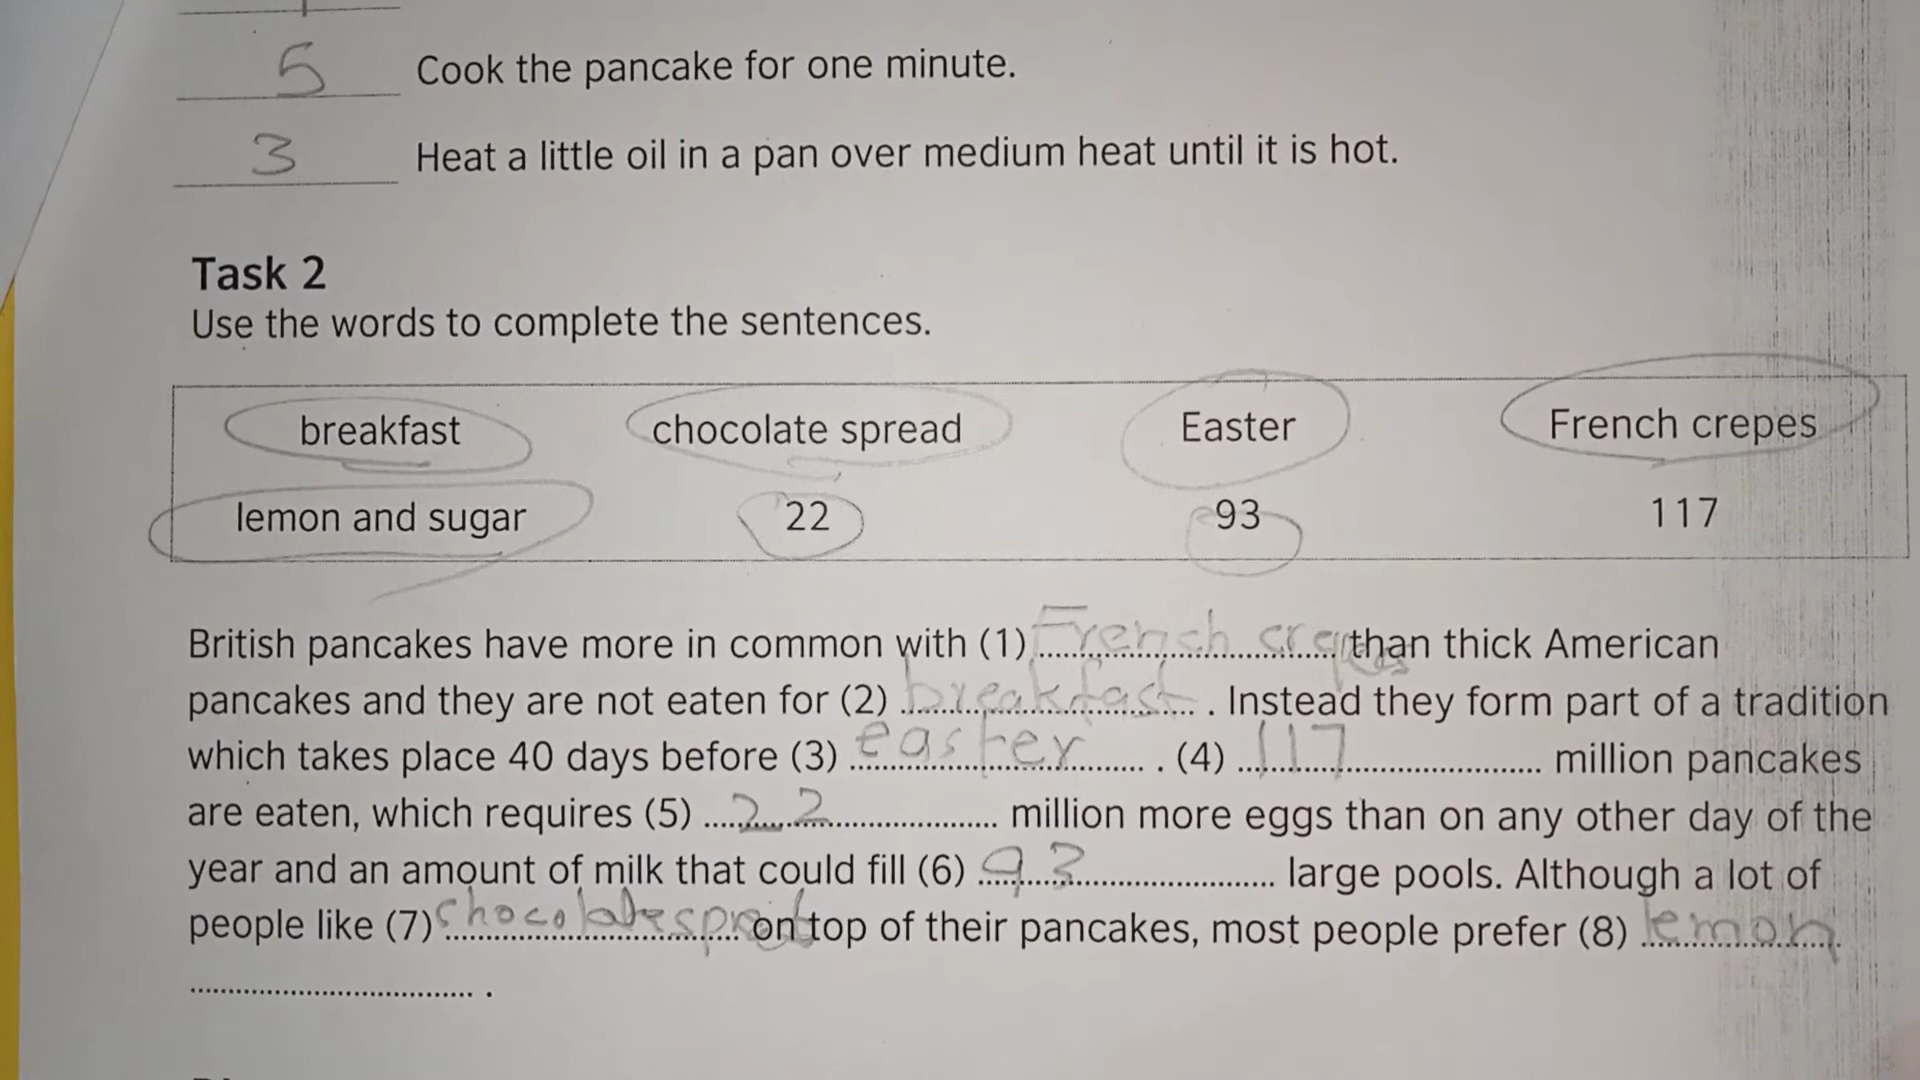 5 Cook the pancake for one minute.
3 Heat a little oil in a pan over medium heat until it is hot.
Task 2
Use the words to complete the sentences.
breakfast chocolate spread Easter French crepes
lemon and sugar 22 93 117
British pancakes have more in common with (1) French crepes than thick American
pancakes and they are not eaten for (2) breakfast. Instead they form part of a tradition
which takes place 40 days before (3) easter. (4) 117 million pancakes
are eaten, which requires (5) 22 million more eggs than on any other day of the
year and an amount of milk that could fill (6) 93 large pools. Although a lot of
people like (7) chocolate on top of their pancakes, most people prefer (8) lemon
.